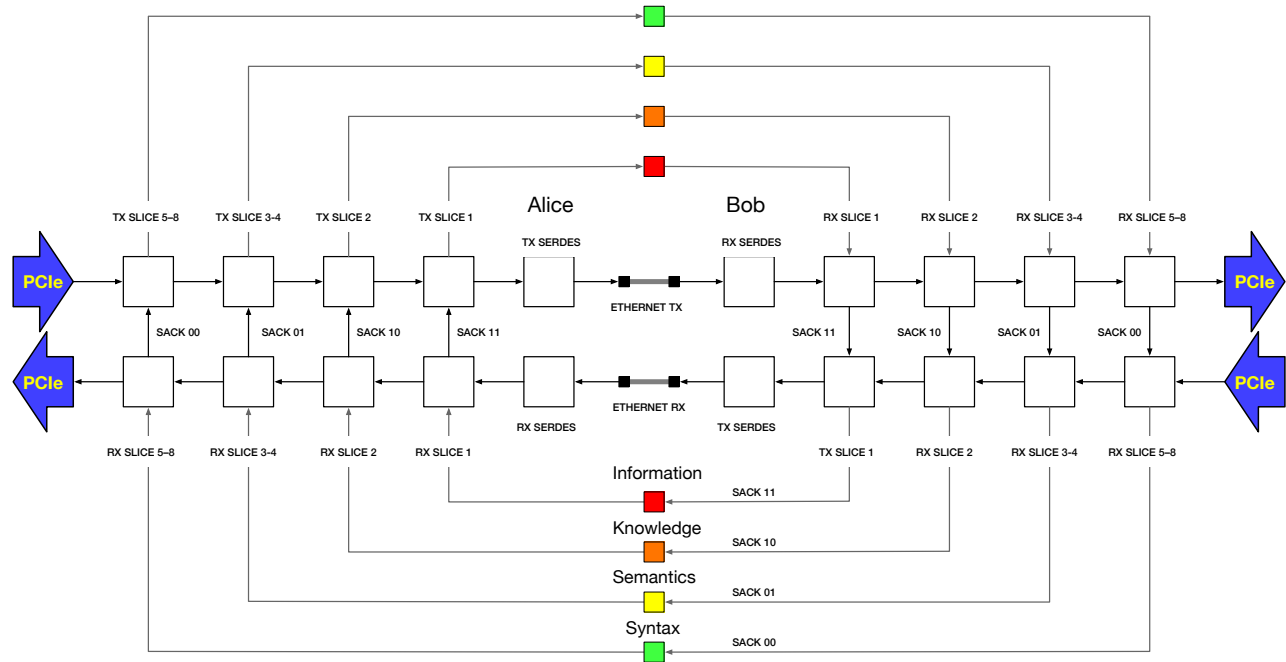 Alice
Bob
TX SLICE 5–8
TX SLICE 3-4
TX SLICE 2
TX SLICE 1
RX SLICE 1
RX SLICE 2
RX SLICE 3-4
RX SLICE 5–8
TX SERDES
RX SERDES
PCIe
PCIe
ETHERNET TX
SACK 00
SACK 01
SACK 10
SACK 11
SACK 11
SACK 10
SACK 01
SACK 00
PCIe
PCIe
ETHERNET RX
RX SERDES
TX SERDES
RX SLICE 5–8
RX SLICE 3-4
RX SLICE 2
RX SLICE 1
TX SLICE 1
RX SLICE 2
RX SLICE 3-4
RX SLICE 5–8
Information
SACK 11
Knowledge
SACK 10
Semantics
SACK 01
Syntax
SACK 00